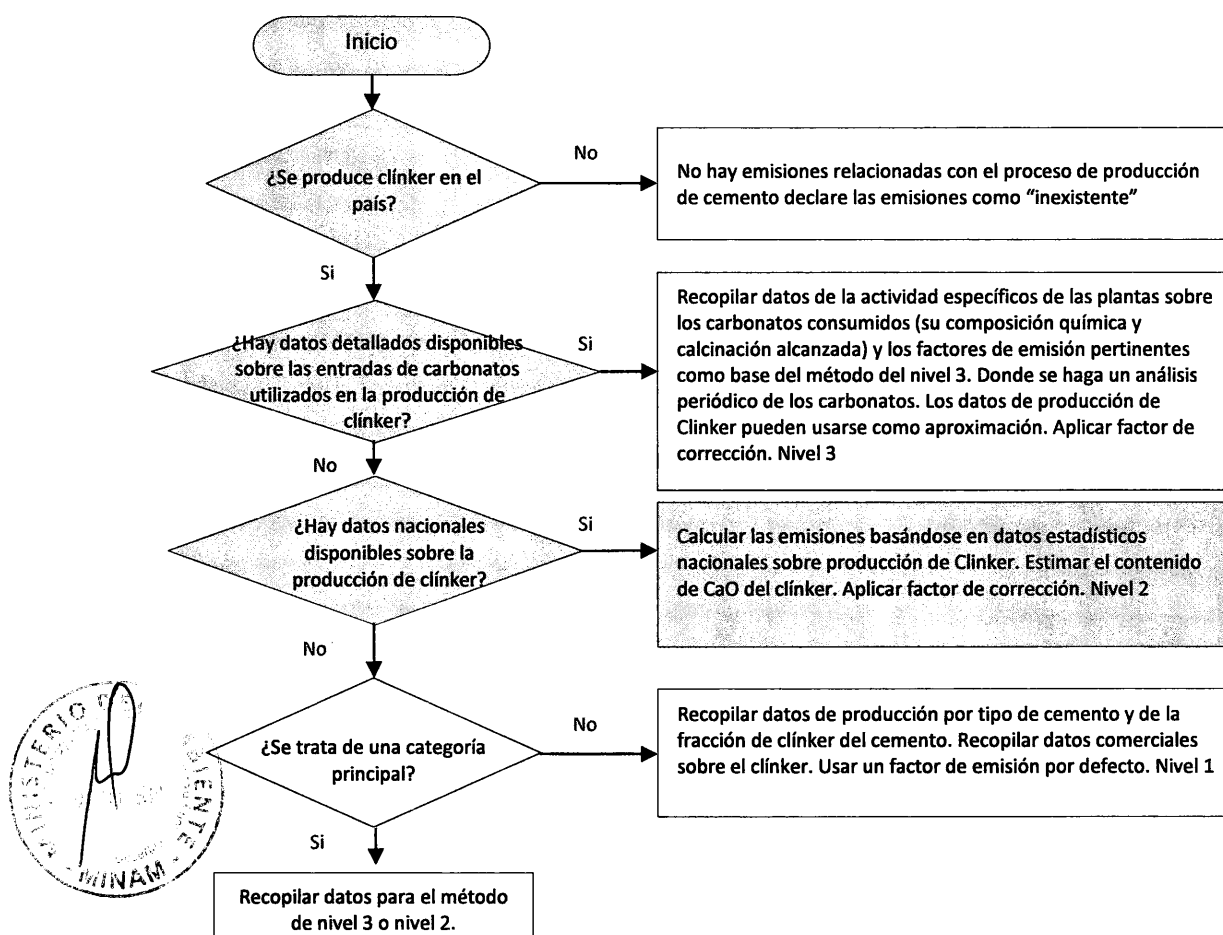 Inicio
¿Se produce clínker en el
país?
No
No hay emisiones relacionadas con el proceso de producción
de cemento declare las emisiones como “inexistente”
Si
¿Hay datos detallados disponibles
sobre las entradas de carbonatos
utilizados en la producción de
clínker?
Si
Recopilar datos de la actividad específicos de las plantas sobre
los carbonatos consumidos (su composición química y
calcinación alcanzada) y los factores de emisión pertinentes
como base del método del nivel 3. Donde se haga un análisis
periódico de los carbonatos. Los datos de producción de
Clinker pueden usarse como aproximación. Aplicar factor de
corrección. Nivel 3
No
¿Hay datos nacionales
disponibles sobre la
producción de clínker?
Si
Calcular las emisiones basándose en datos estadísticos
nacionales sobre producción de Clinker. Estimar el contenido
de CaO del clínker. Aplicar factor de corrección. Nivel 2
No
¿Se trata de una categoría
principal?
No
Recopilar datos de producción por tipo de cemento y de la
fracción de clínker del cemento. Recopilar datos comerciales
sobre el clínker. Usar un factor de emisión por defecto. Nivel 1
Si
Recopilar datos para el método
de nivel 3 o nivel 2.
MINISTERIO
MINAM